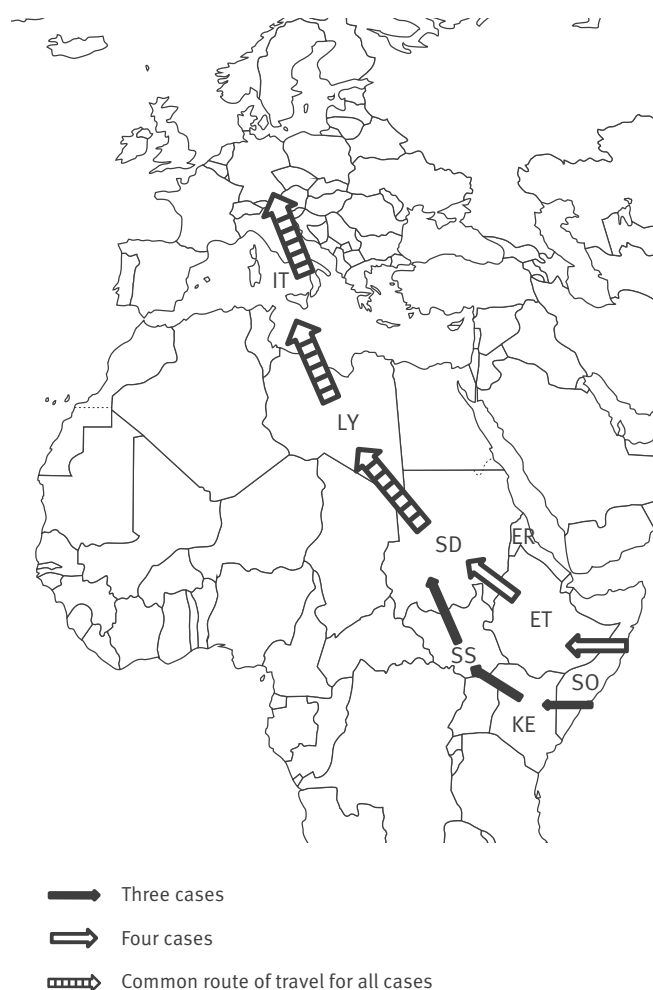 IT
LY
SD
ER
ET
SS
SO
KE
Three cases
Four cases
Common route of travel for all cases